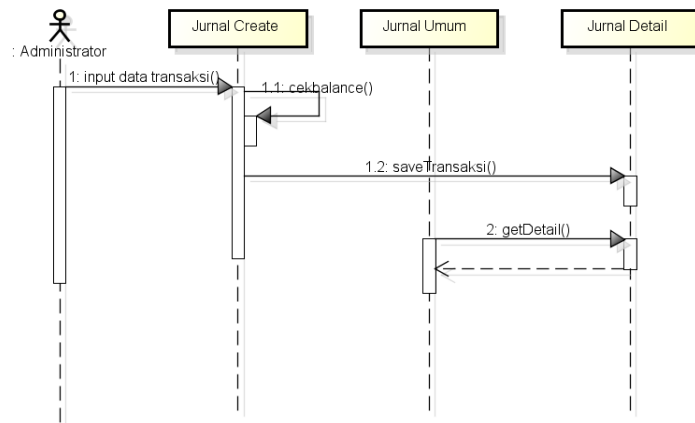 Jurnal Create
Jurnal Umum
Jurnal Detail
: Administrator
1: input data transaksi()
1.1: cekbalance()
1.2: saveTransaksi()
2: getDetail()